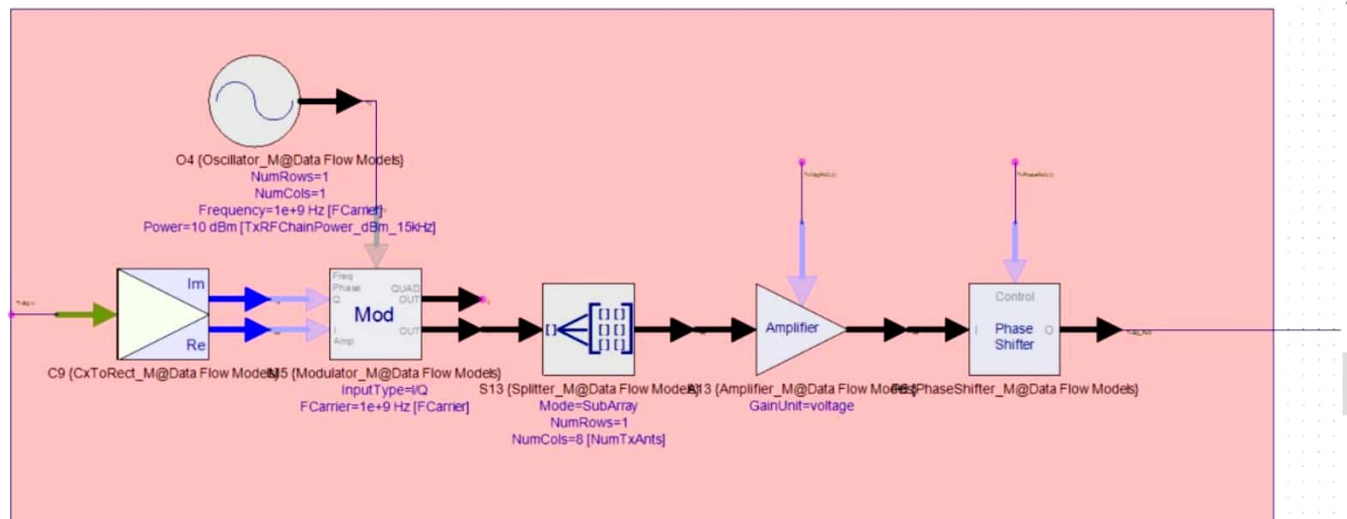 O4 {Oscillator_M@Data Flow Models}
NumRows=1
NumCols=1
Frequency=1e+9 Hz [FCarrier]
Power=10 dBm [TxRFChainPower_dBm_15kHz]
Im
Re
C9 {CxToRect_M@Data Flow Models}
Freq
Phase
Q
I
Amp
QUAD
OUT
OUT
Mod
{Modulator_M@Data Flow Models}
InputType=I/Q
FCarrier=1e+9 Hz [FCarrier]
S13 {Splitter_M@Data Flow Models}
Mode=SubArray
NumRows=1
NumCols=8 [NumTxAnts]
Amplifier
{Amplifier_M@Data Flow Models}
GainUnit=voltage
Control
I
Phase
Shifter
O
{PhaseShifter_M@Data Flow Models}